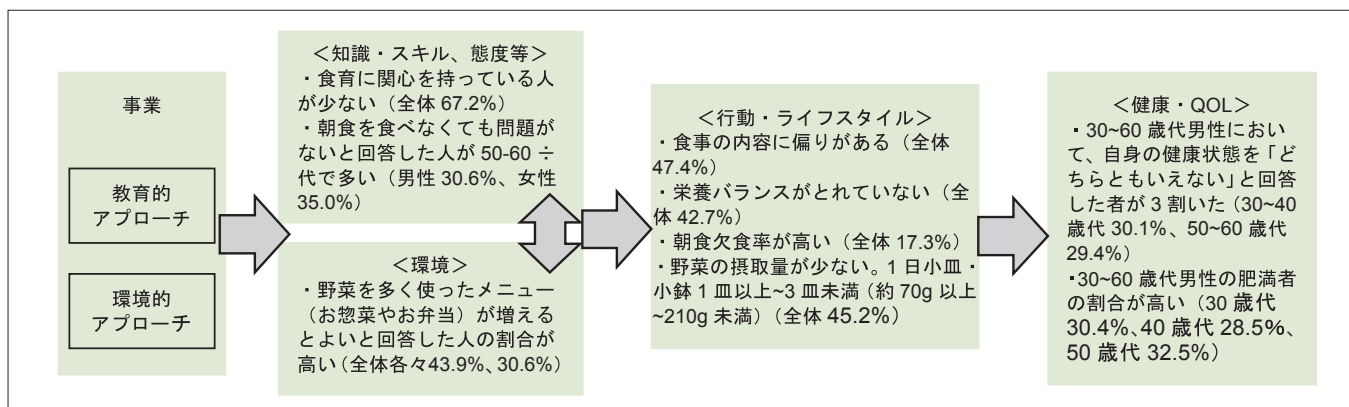 事業
教育的
アプローチ
環境的
アプローチ
＜知識・スキル、態度等＞
・食育に関心を持っている人
が少ない（全体 67.2%）
・朝食を食べなくても問題が
ないと回答した人が 50-60 ÷
代で多い（男性 30.6%、女性
35.0%）
＜環境＞
・野菜を多く使ったメニュー
（お惣菜やお弁当）が増える
とよいと回答した人の割合が
高い（全体各々43.9%、30.6%）
＜行動・ライフスタイル＞
・食事の内容に偏りがある（全体
47.4%）
・栄養バランスがとれていない（全
体 42.7%）
・朝食欠食率が高い（全体 17.3%）
・野菜の摂取量が少ない。1 日小皿・
小鉢 1 皿以上~3 皿未満（約 70g 以上
~210g 未満）（全体 45.2%）
＜健康・QOL＞
・30~60 歳代男性におい
て、自身の健康状態を「ど
ちらともいえない」と回答
した者が 3 割いた（30~40
歳代 30.1%、50~60 歳代
29.4%）
・30~60 歳代男性の肥満者
の割合が高い（30 歳代
30.4%、40 歳代 28.5%、
50 歳代 32.5%）